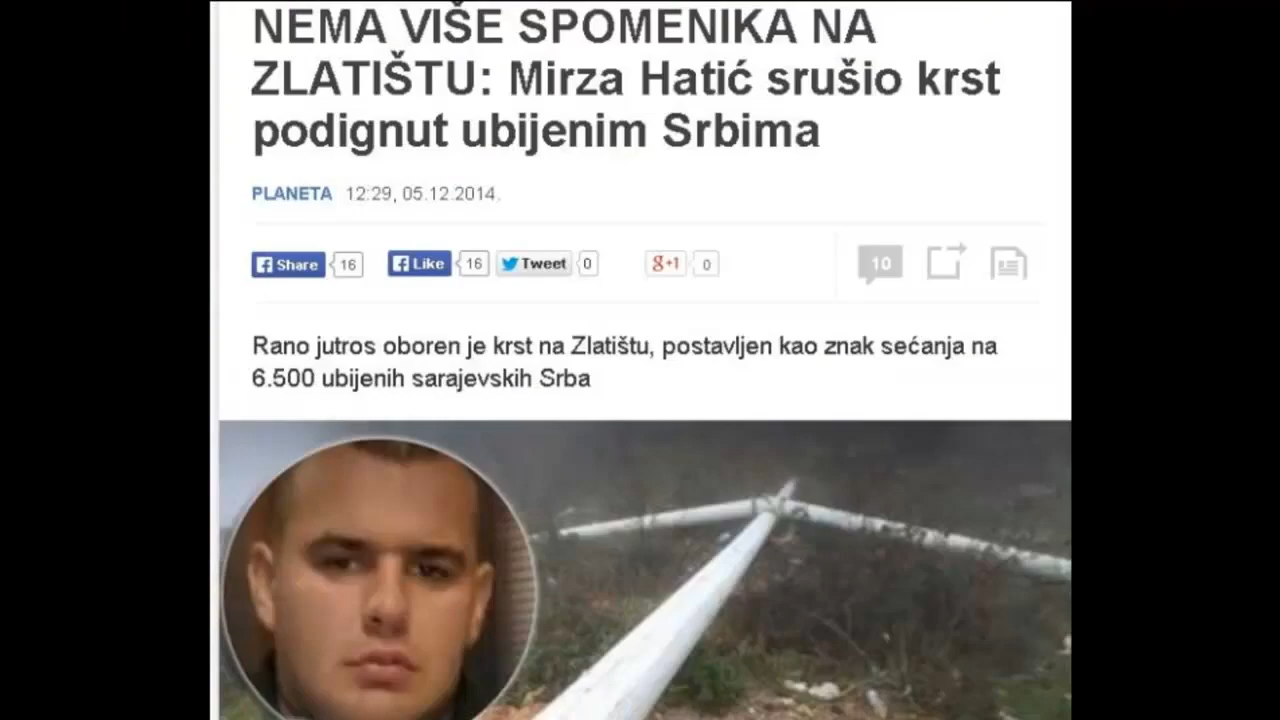 NEMA VIŠE SPOMENIKA NA
ZLATIŠTU: Mirza Hatić srušio krst
podignut ubijenim Srbima
PLANETA 12:29, 05.12.2014.
Share 16 Like 16 Tweet 0 g+1 0 10
Rano jutros oboren je krst na Zlatištu, postavljen kao znak sećanja na
6.500 ubijenih sarajevskih Srba